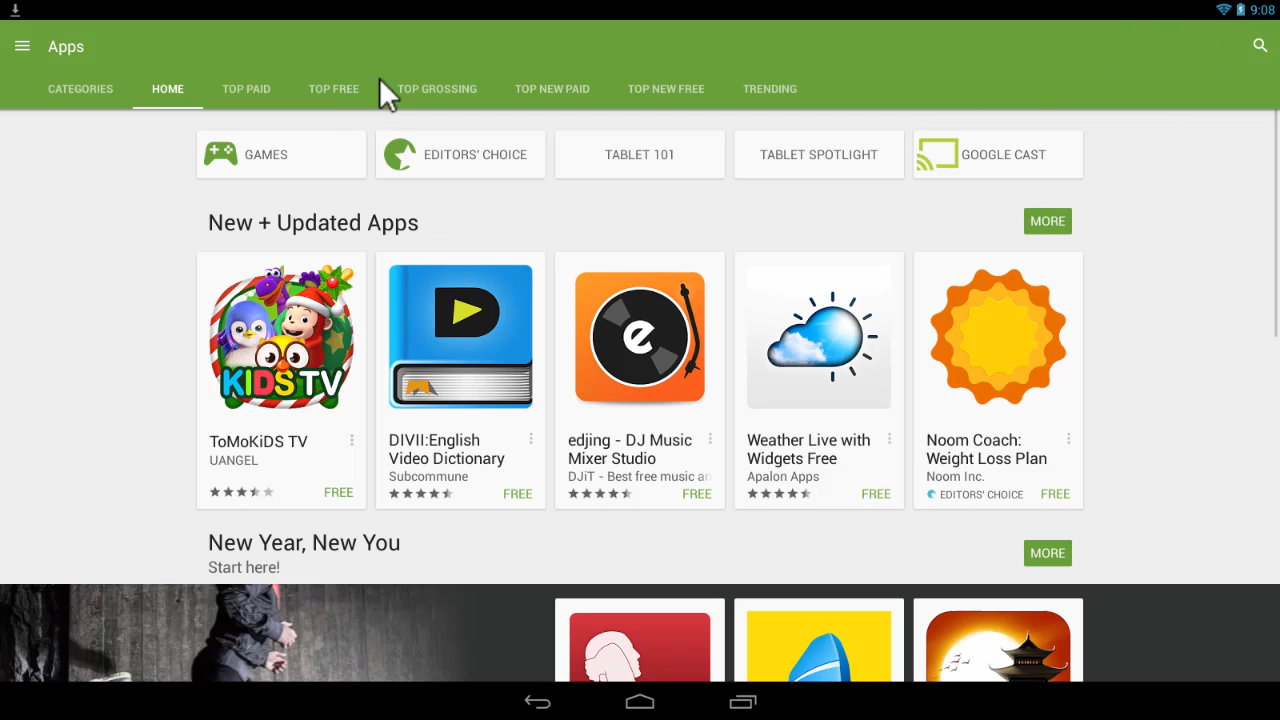 9:08
Apps
CATEGORIES HOME TOP PAID TOP FREE TOP GROSSING TOP NEW PAID TOP NEW FREE TRENDING
GAMES EDITORS' CHOICE TABLET 101 TABLET SPOTLIGHT GOOGLE CAST
New + Updated Apps MORE
KIDS TV
ToMoKiDS TV
UANGEL
FREE
D
DIVII:English
Video Dictionary
Subcommune
FREE
e
edjing - DJ Music
Mixer Studio
DJiT - Best free music
FREE
Weather Live with
Widgets Free
Apalon Apps
FREE
Noom Coach:
Weight Loss Plan
Noom Inc.
EDITORS' CHOICE FREE
New Year, New You MORE
Start here!